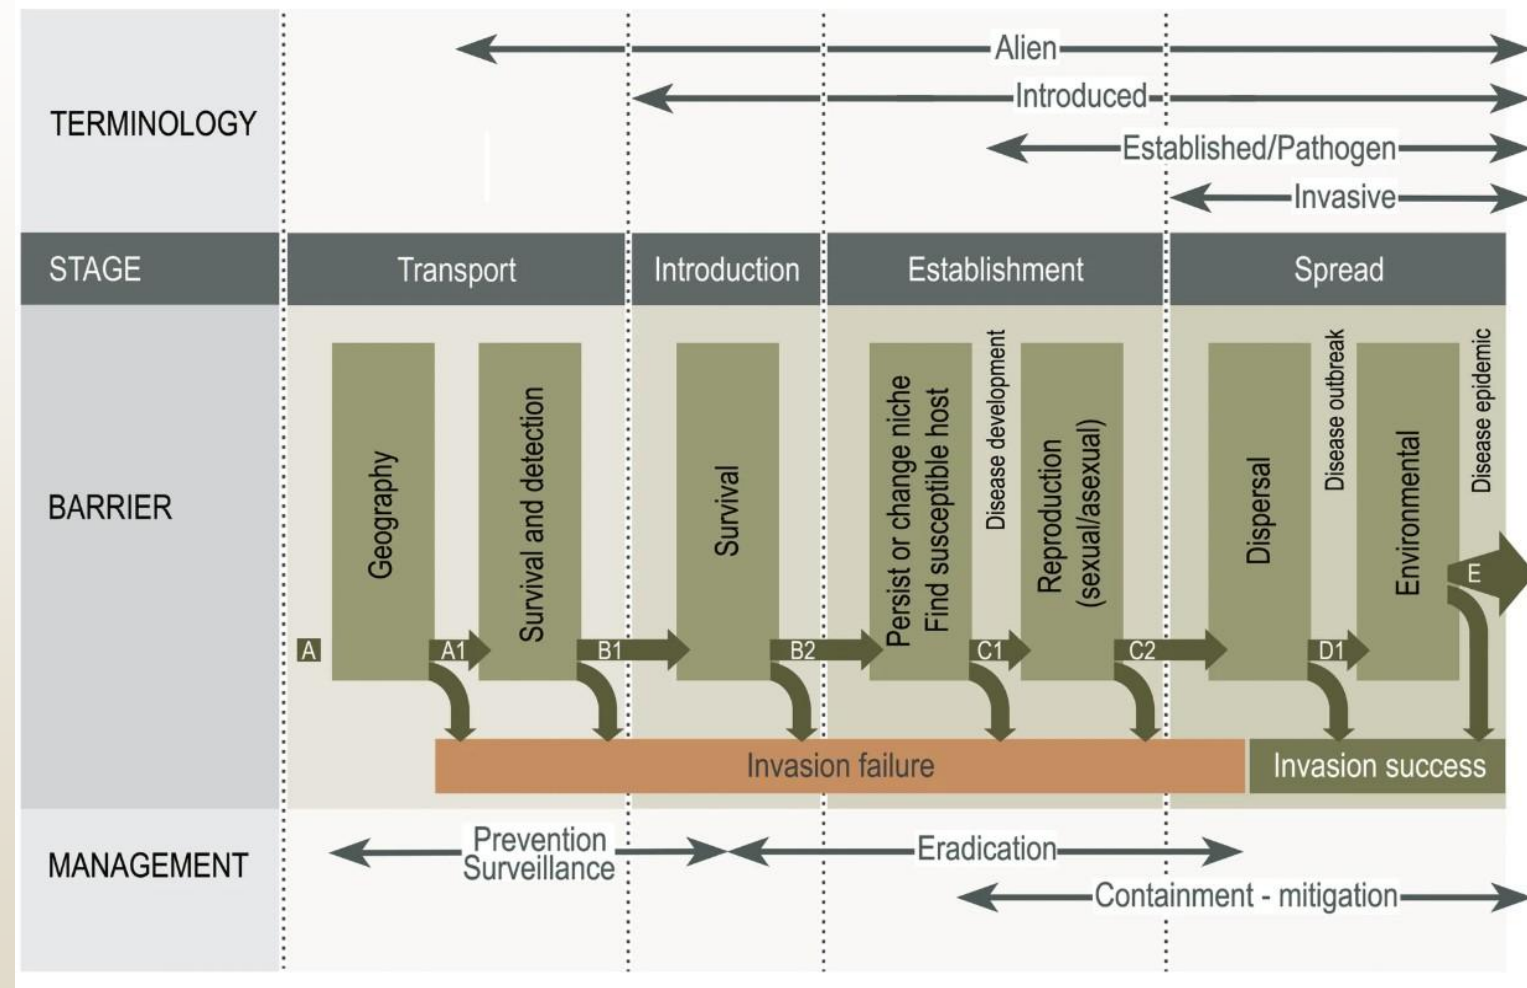 TERMINOLOGY
Alien
Introduced
Established/Pathogen
Invasive
STAGE
Transport
Introduction
Establishment
Spread
BARRIER
A
Geography
A1
Survival and detection
B1
Survival
B2
Persist or change niche
Find susceptible host
C1
Disease development
Reproduction
(sexual/asexual)
C2
Dispersal
D1
Disease outbreak
Environmental
E
Disease epidemic
Invasion failure
Invasion success
MANAGEMENT
Prevention
Surveillance
Eradication
Containment - mitigation